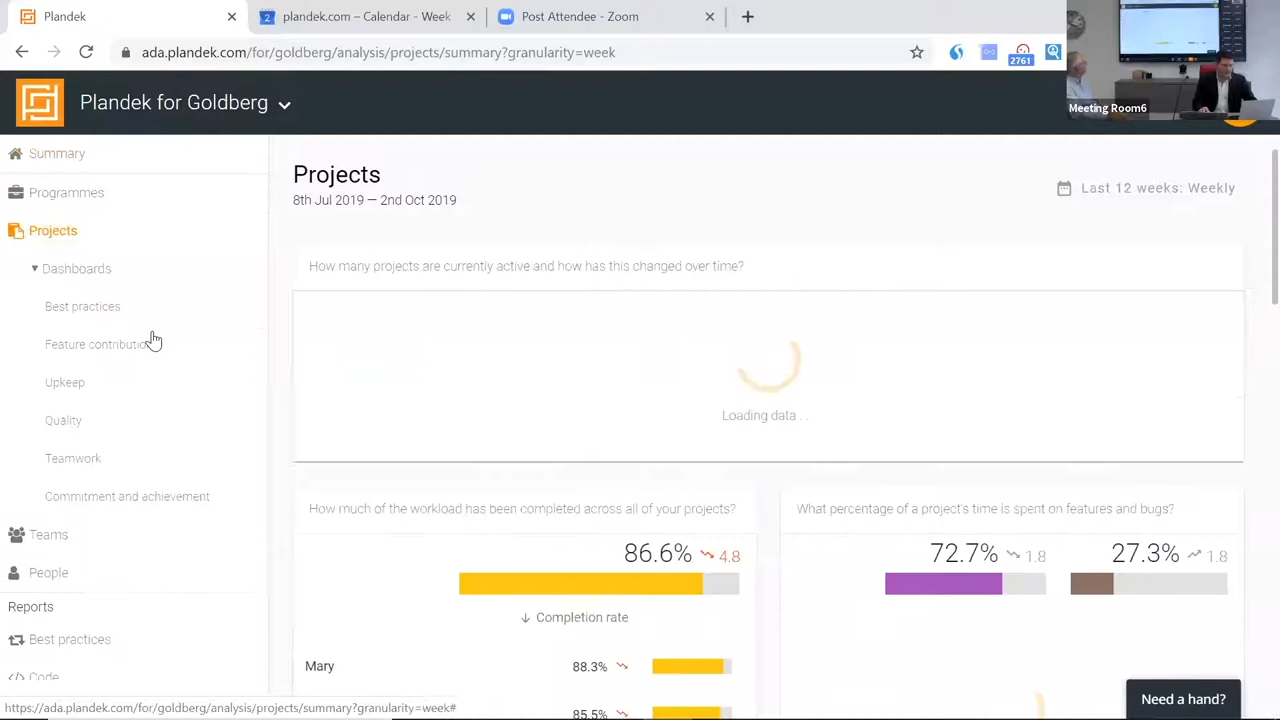 Plandek
plandek.com - Calendar - W
Attendee - Zoom
ada.plandek.com/for/goldberg/analysis/projects/
ularity=wee
2761
Plandek for Goldberg
Meeting Room6
Summary
Programmes
Projects
Dashboards
Best practices
Feature contributio
Upkeep
Quality
Teamwork
Commitment and achievement
Teams
People
Reports
Best practices
Code
Projects
8th Jul 2019 – 2nd Oct 2019
Last 12 weeks: Weekly
How many projects are currently active and how has this changed over time?
Loading data . .
How much of the workload has been completed across all of your projects?
86.6% 4.8
↓ Completion rate
Mary 88.3%
85.5%
What percentage of a project's time is spent on features and bugs?
72.7% 1.8 27.3% 1.8
https://ada.plandek.com/for/goldberg/analysis/projects/summary?granularity=w
Need a hand?